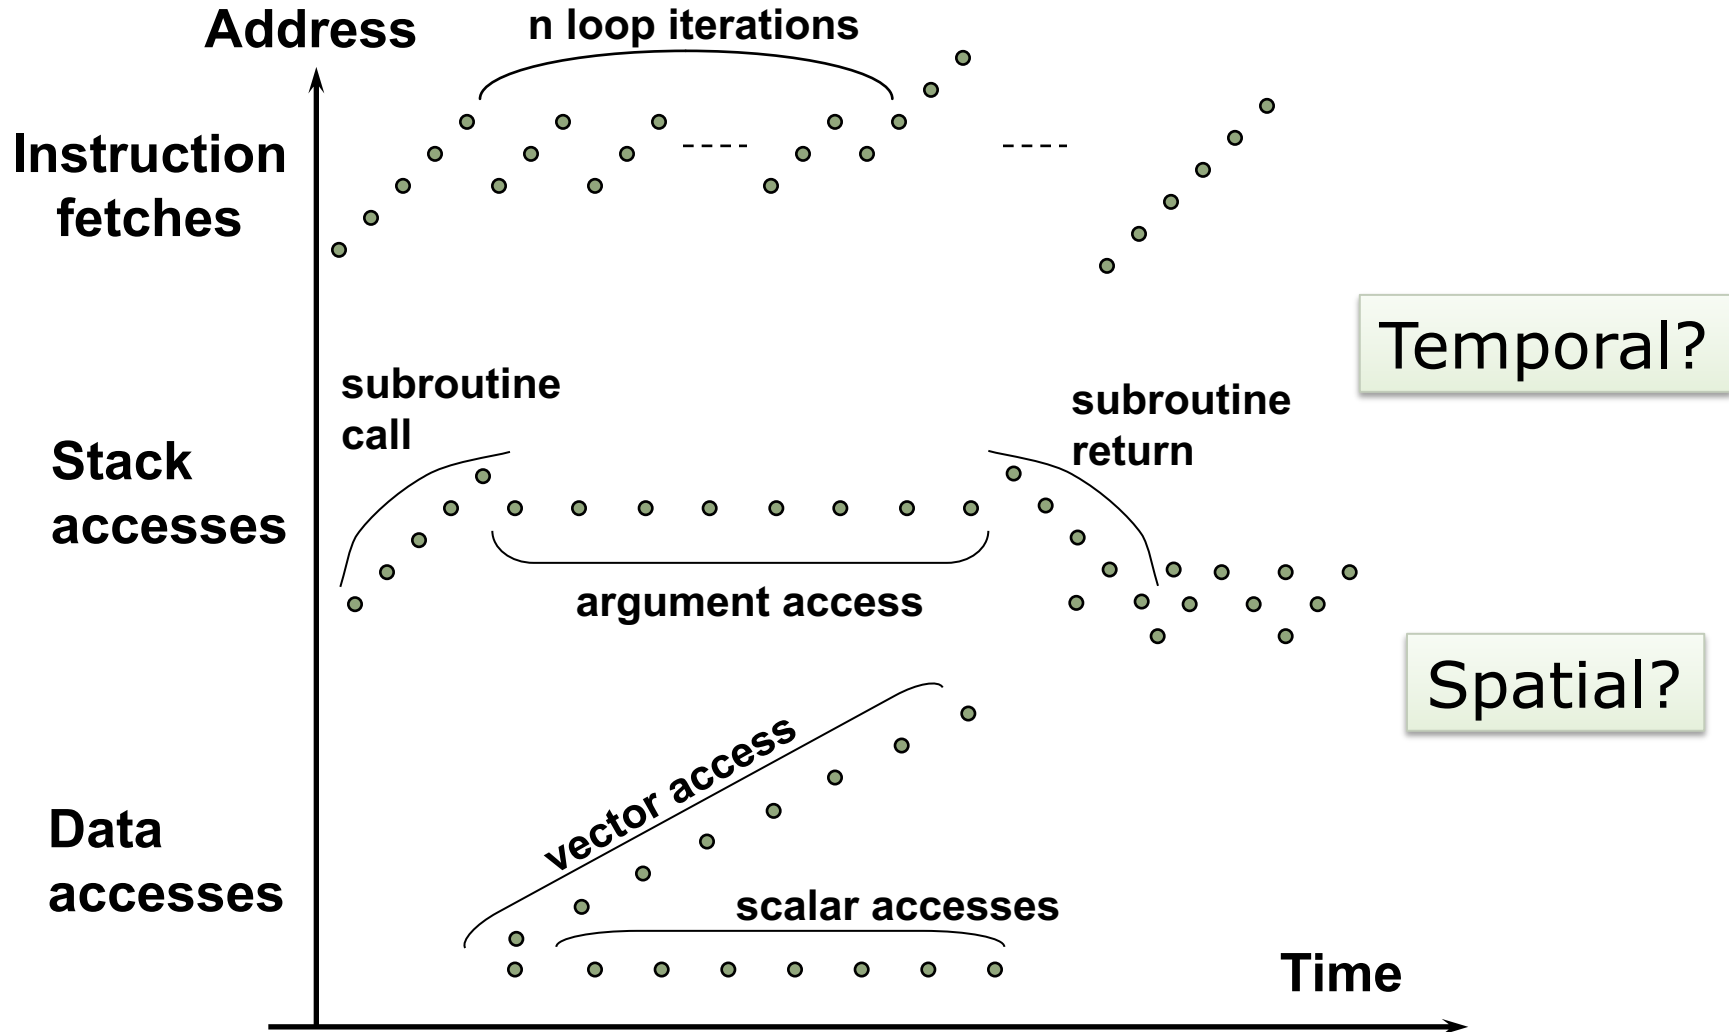 Address
n loop iterations
Instruction
fetches
Temporal?
subroutine
call
subroutine
return
Stack
accesses
argument access
Spatial?
vector access
Data
accesses
scalar accesses
Time